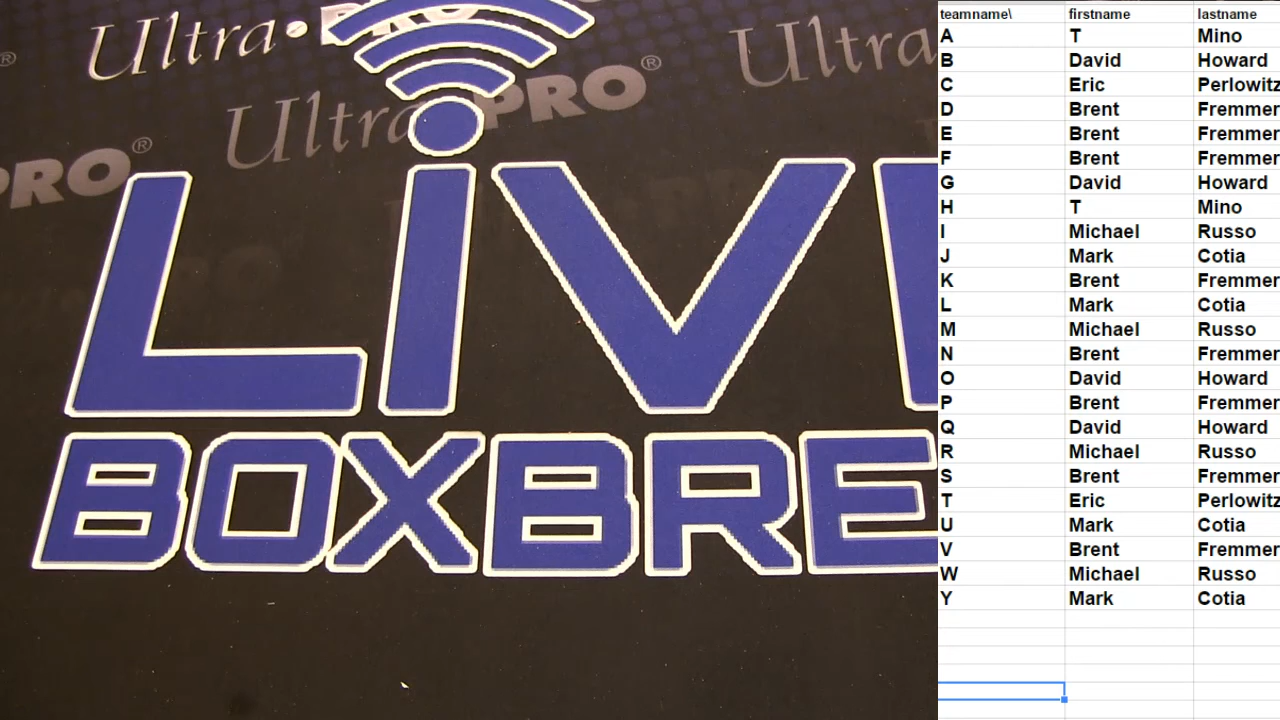 Ultra•PRO
Ultra PRO®
Ultra
PRO®
LiV
BOXBRE
teamname\ firstname lastname
A T Mino
B David Howard
C Eric Perlowitz
D Brent Fremmer
E Brent Fremmer
F Brent Fremmer
G David Howard
H T Mino
I Michael Russo
J Mark Cotia
K Brent Fremmer
L Mark Cotia
M Michael Russo
N Brent Fremmer
O David Howard
P Brent Fremmer
Q David Howard
R Michael Russo
S Brent Fremmer
T Eric Perlowitz
U Mark Cotia
V Brent Fremmer
W Michael Russo
Y Mark Cotia